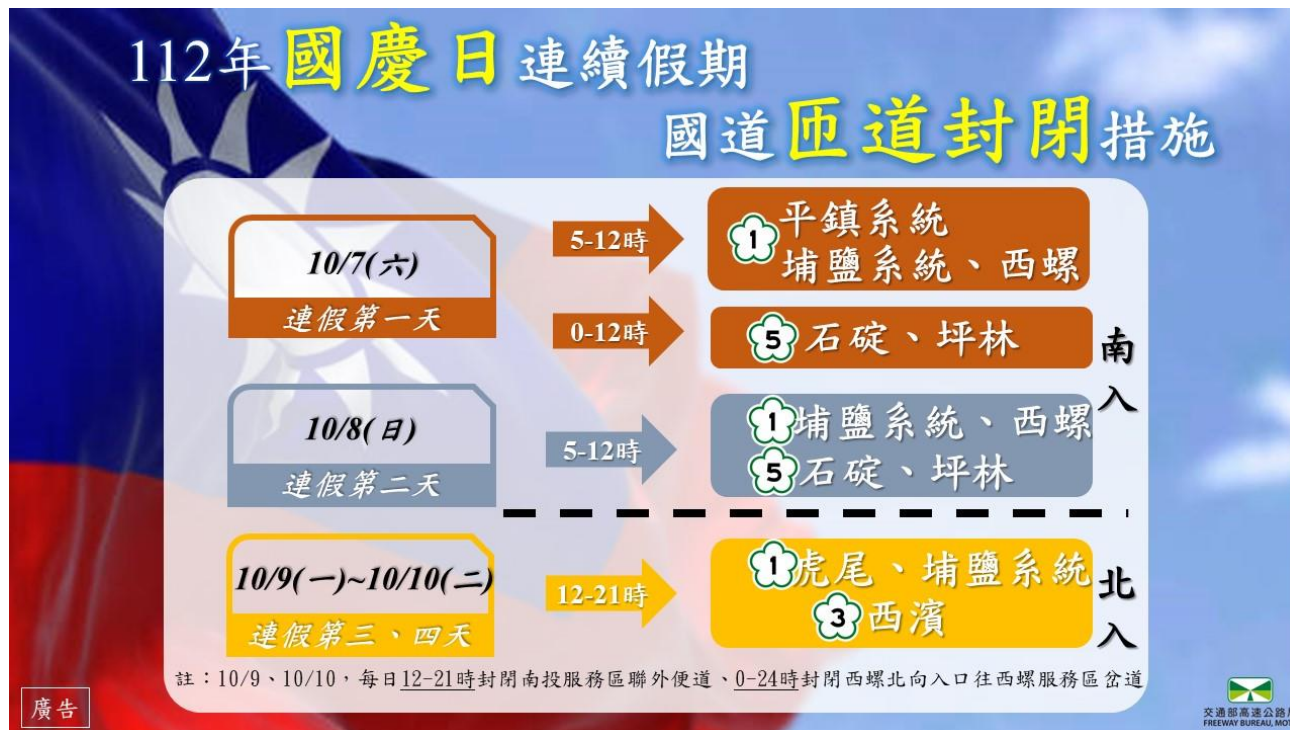 112年國慶日連續假期
國道匝道封閉措施
10/7(六)
連假第一天
5-12時
1 平鎮系統
埔鹽系統、西螺
0-12時
5 石碇、坪林
南入
10/8(日)
連假第二天
5-12時
1 埔鹽系統、西螺
5 石碇、坪林
10/9(一)~10/10(二)
連假第三、四天
12-21時
1 虎尾、埔鹽系統
3 西濱
北入
註：10/9、10/10，每日12-21時封閉南投服務區聯外便道、0-24時封閉西螺北向入口往西螺服務區岔道
廣告
交通部高速公路局
FREEWAY BUREAU, MOT